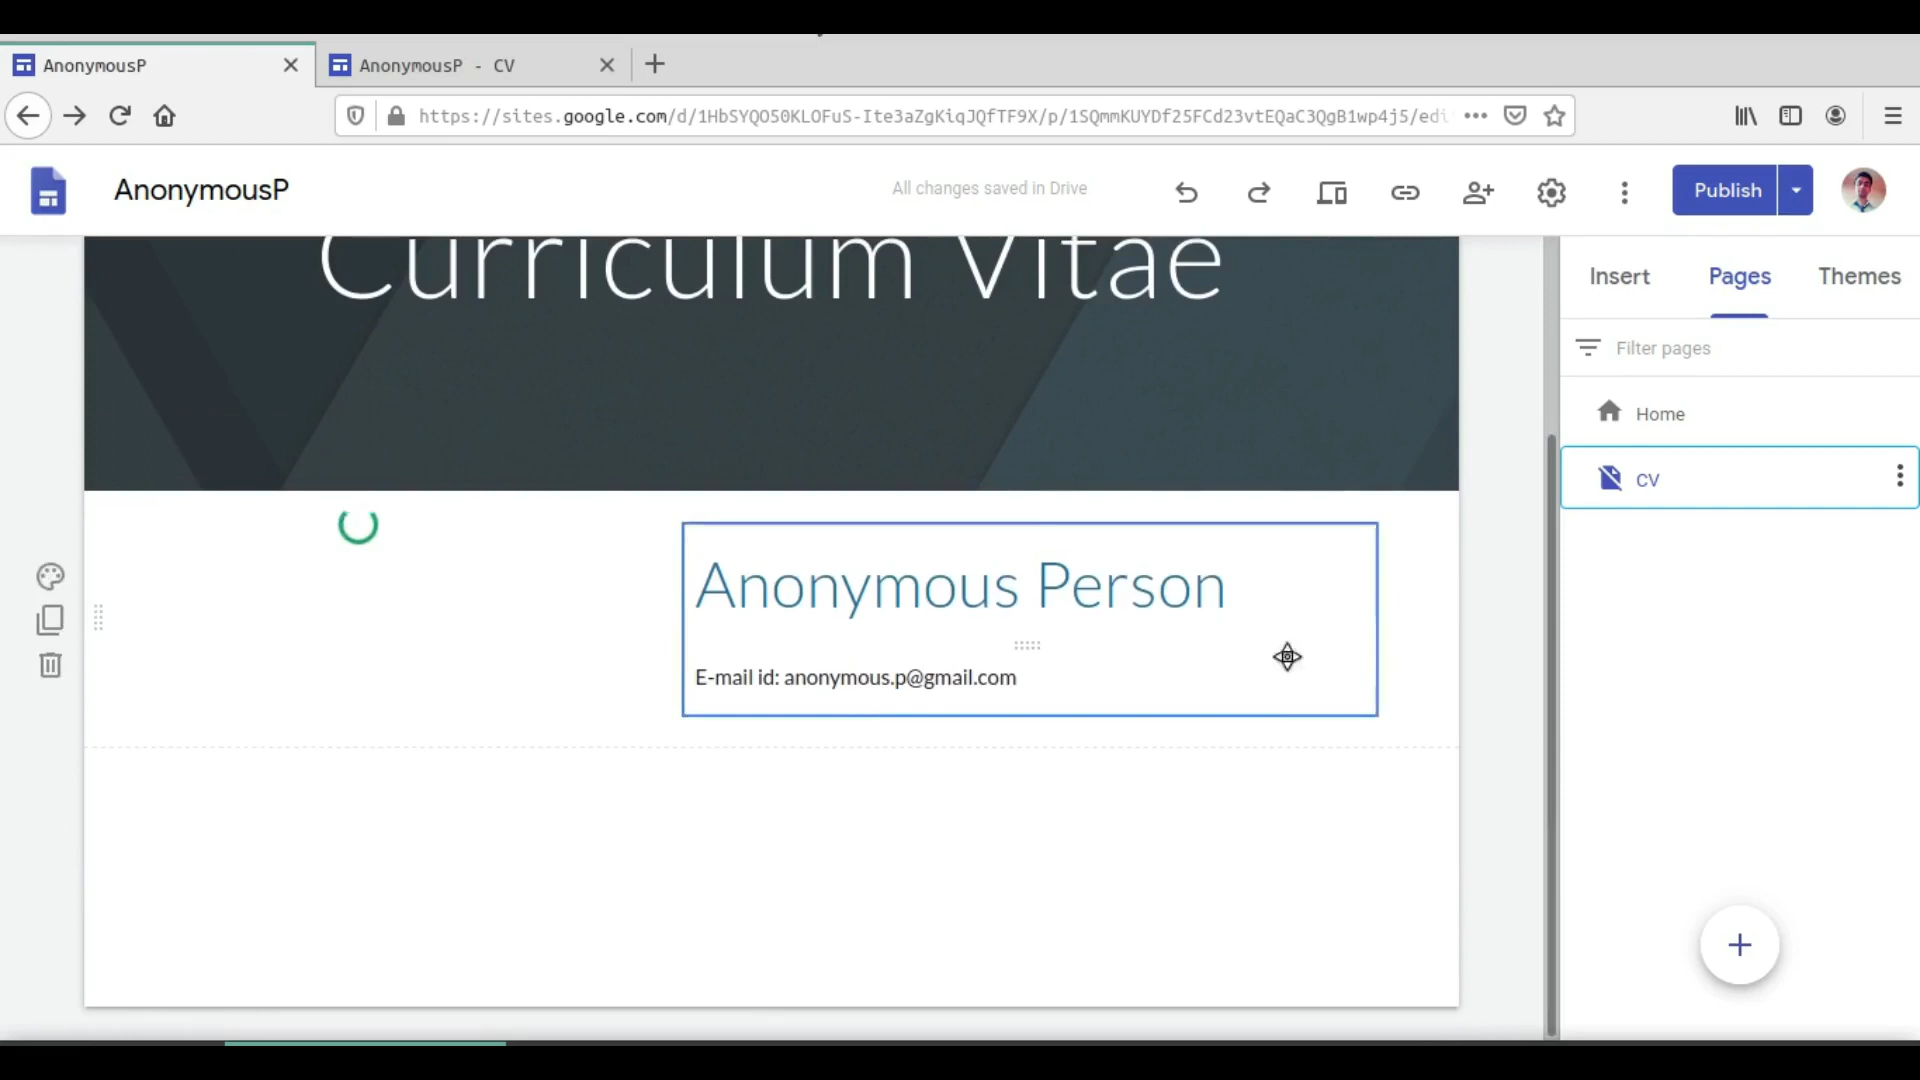 AnonymousP
AnonymousP - CV
https://sites.google.com/d/1HbSYQO50KLOFuS-Ite3aZgKiqJQfTF9X/p/1SQmmKUYDf25FCd23vtEQaC3QgB1wp4j5/edi
AnonymousP
All changes saved in Drive
Publish
Curriculum Vitae
Insert
Pages
Themes
Filter pages
Home
CV
Anonymous Person
E-mail id: anonymous.p@gmail.com